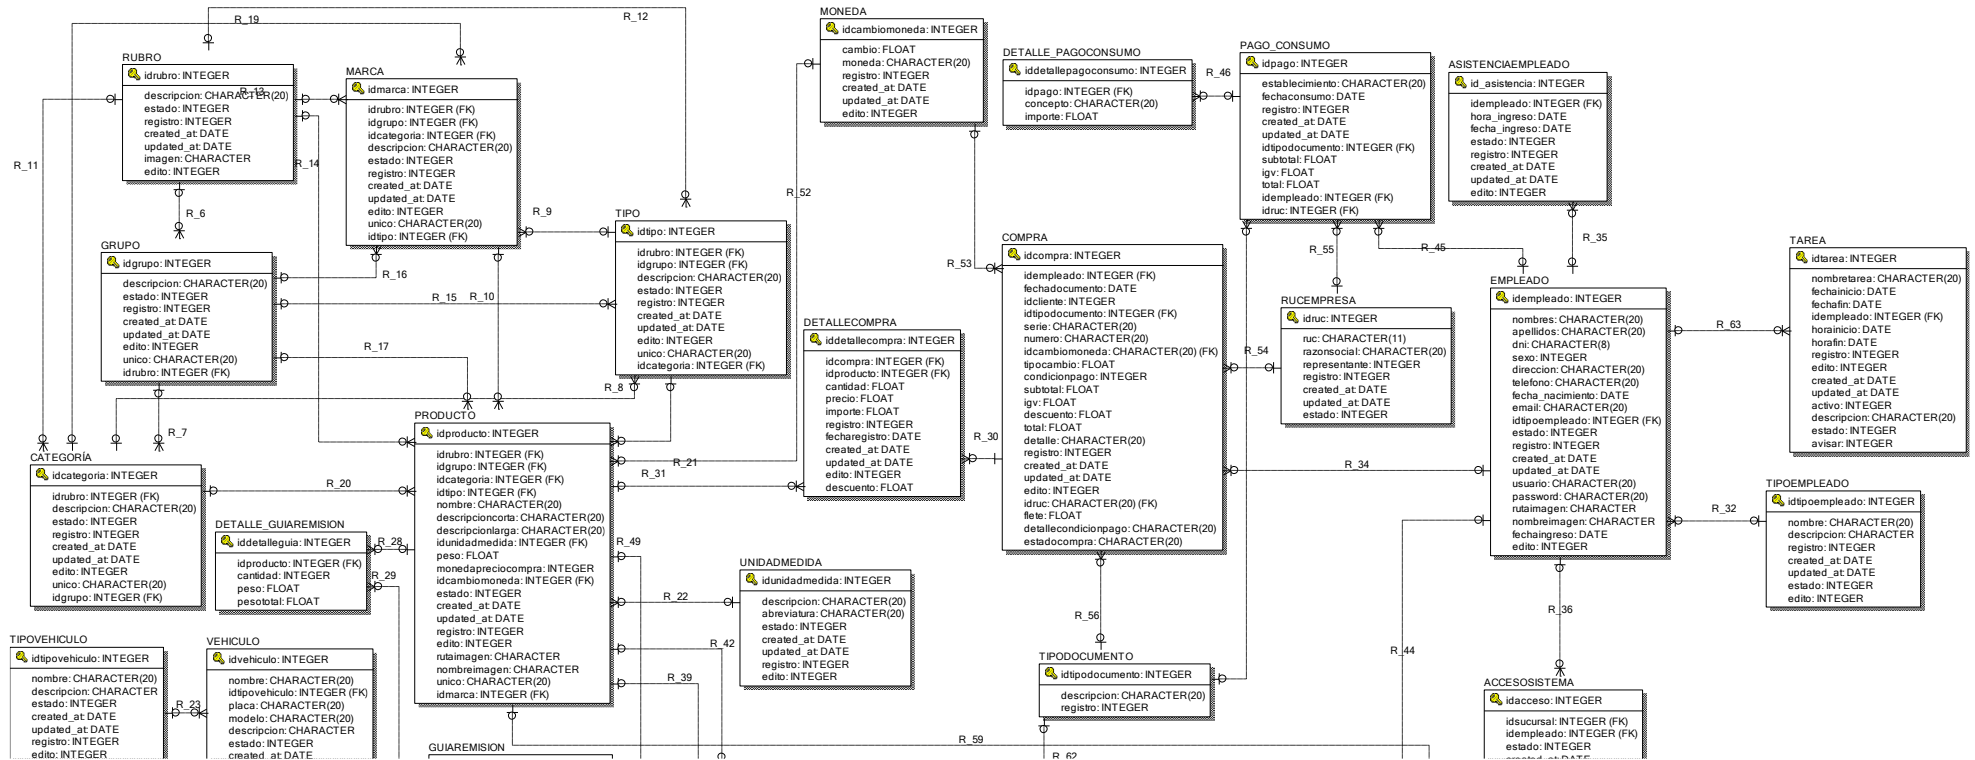 R_19
R_12
RUBRO
idrubro: INTEGER
descripcion: CHARACTER(20)
estado: INTEGER
registro: INTEGER
created_at: DATE
updated_at: DATE
imagen: CHARACTER
edito: INTEGER
R_13
R_14
R_11
R_6
MARCA
idmarca: INTEGER
idrubro: INTEGER (FK)
idgrupo: INTEGER (FK)
idcategoria: INTEGER (FK)
descripcion: CHARACTER(20)
estado: INTEGER
registro: INTEGER
created_at: DATE
updated_at: DATE
edito: INTEGER
unico: CHARACTER(20)
idtipo: INTEGER (FK)
R_9
R_16
R_15
R_10
R_17
GRUPO
idgrupo: INTEGER
descripcion: CHARACTER(20)
estado: INTEGER
registro: INTEGER
created_at: DATE
updated_at: DATE
edito: INTEGER
unico: CHARACTER(20)
idrubro: INTEGER (FK)
R_7
R_8
TIPO
idtipo: INTEGER
idrubro: INTEGER (FK)
idgrupo: INTEGER (FK)
descripcion: CHARACTER(20)
estado: INTEGER
registro: INTEGER
created_at: DATE
updated_at: DATE
edito: INTEGER
unico: CHARACTER(20)
idcategoria: INTEGER (FK)
CATEGORÍA
idcategoria: INTEGER
idrubro: INTEGER (FK)
descripcion: CHARACTER(20)
estado: INTEGER
registro: INTEGER
created_at: DATE
updated_at: DATE
edito: INTEGER
unico: CHARACTER(20)
idgrupo: INTEGER (FK)
R_20
DETALLE_GUIAREMISION
iddetalleguia: INTEGER
idproducto: INTEGER (FK)
cantidad: INTEGER
peso: FLOAT
pesototal: FLOAT
R_28
R_29
PRODUCTO
idproducto: INTEGER
idrubro: INTEGER (FK)
idgrupo: INTEGER (FK)
idcategoria: INTEGER (FK)
idtipo: INTEGER (FK)
nombre: CHARACTER(20)
descripcioncorta: CHARACTER(20)
descripcionlarga: CHARACTER(20)
idunidadmedida: INTEGER (FK)
peso: FLOAT
monedapreciocompra: INTEGER
idcambiomoneda: INTEGER (FK)
estado: INTEGER
created_at: DATE
updated_at: DATE
registro: INTEGER
edito: INTEGER
rutaimagen: CHARACTER
nombreimagen: CHARACTER
unico: CHARACTER(20)
idmarca: INTEGER (FK)
R_21
R_31
R_49
R_22
R_42
R_39
R_59
TIPOVEHICULO
idtipovehiculo: INTEGER
nombre: CHARACTER(20)
descripcion: CHARACTER
estado: INTEGER
created_at: DATE
updated_at: DATE
registro: INTEGER
edito: INTEGER
R_23
VEHICULO
idvehiculo: INTEGER
nombre: CHARACTER(20)
idtipovehiculo: INTEGER (FK)
placa: CHARACTER(20)
modelo: CHARACTER(20)
descripcion: CHARACTER
estado: INTEGER
created_at: DATE
GUIAREMISION
UNIDADMEDIDA
idunidadmedida: INTEGER
descripcion: CHARACTER(20)
abreviatura: CHARACTER(20)
estado: INTEGER
created_at: DATE
updated_at: DATE
registro: INTEGER
edito: INTEGER
MONEDA
idcambiomoneda: INTEGER
cambio: FLOAT
moneda: CHARACTER(20)
registro: INTEGER
created_at: DATE
updated_at: DATE
edito: INTEGER
R_52
R_53
DETALLECOMPRA
iddetallecompra: INTEGER
idcompra: INTEGER (FK)
idproducto: INTEGER (FK)
cantidad: FLOAT
precio: FLOAT
importe: FLOAT
registro: INTEGER
fecharegistro: DATE
created_at: DATE
updated_at: DATE
edito: INTEGER
descuento: FLOAT
R_30
DETALLE_PAGOCONSUMO
iddetallepagoconsumo: INTEGER
idpago: INTEGER (FK)
concepto: CHARACTER(20)
importe: FLOAT
R_46
PAGO_CONSUMO
idpago: INTEGER
establecimiento: CHARACTER(20)
fechaconsumo: DATE
registro: INTEGER
created_at: DATE
updated_at: DATE
idtipodocumento: INTEGER (FK)
subtotal: FLOAT
igv: FLOAT
total: FLOAT
idempleado: INTEGER (FK)
idruc: INTEGER (FK)
R_55
R_45
COMPRA
idcompra: INTEGER
idempleado: INTEGER (FK)
fechadocumento: DATE
idcliente: INTEGER
idtipodocumento: INTEGER (FK)
serie: CHARACTER(20)
numero: CHARACTER(20)
idcambiomoneda: CHARACTER(20) (FK)
tipocambio: FLOAT
condicionpago: INTEGER
subtotal: FLOAT
igv: FLOAT
descuento: FLOAT
total: FLOAT
detalle: CHARACTER(20)
registro: INTEGER
created_at: DATE
updated_at: DATE
edito: INTEGER
idruc: CHARACTER(20) (FK)
flete: FLOAT
detallecondicionpago: CHARACTER(20)
estadocompra: CHARACTER(20)
R_54
R_34
R_56
RUCEMPRESA
idruc: INTEGER
ruc: CHARACTER(11)
razonsocial: CHARACTER(20)
representante: INTEGER
registro: INTEGER
created_at: DATE
updated_at: DATE
estado: INTEGER
TIPODOCUMENTO
idtipodocumento: INTEGER
descripcion: CHARACTER(20)
registro: INTEGER
R_62
R_44
ASISTENCIAEMPLEADO
id_asistencia: INTEGER
idempleado: INTEGER (FK)
hora_ingreso: DATE
fecha_ingreso: DATE
estado: INTEGER
registro: INTEGER
created_at: DATE
updated_at: DATE
edito: INTEGER
R_35
EMPLEADO
idempleado: INTEGER
nombres: CHARACTER(20)
apellidos: CHARACTER(20)
dni: CHARACTER(8)
sexo: INTEGER
direccion: CHARACTER(20)
telefono: CHARACTER(20)
fecha_nacimiento: DATE
email: CHARACTER(20)
idtipoempleado: INTEGER (FK)
estado: INTEGER
registro: INTEGER
created_at: DATE
updated_at: DATE
usuario: CHARACTER(20)
password: CHARACTER(20)
rutaimagen: CHARACTER
nombreimagen: CHARACTER
fechaingreso: DATE
edito: INTEGER
R_63
R_32
R_36
TAREA
idtarea: INTEGER
nombretarea: CHARACTER(20)
fechainicio: DATE
fechafin: DATE
idempleado: INTEGER (FK)
horainicio: DATE
horafin: DATE
registro: INTEGER
edito: INTEGER
created_at: DATE
updated_at: DATE
activo: INTEGER
descripcion: CHARACTER(20)
estado: INTEGER
avisar: INTEGER
TIPOEMPLEADO
idtipoempleado: INTEGER
nombre: CHARACTER(20)
descripcion: CHARACTER
registro: INTEGER
created_at: DATE
updated_at: DATE
estado: INTEGER
edito: INTEGER
ACCESOSISTEMA
idacceso: INTEGER
idsucursal: INTEGER (FK)
idempleado: INTEGER (FK)
estado: INTEGER
created_at: DATE